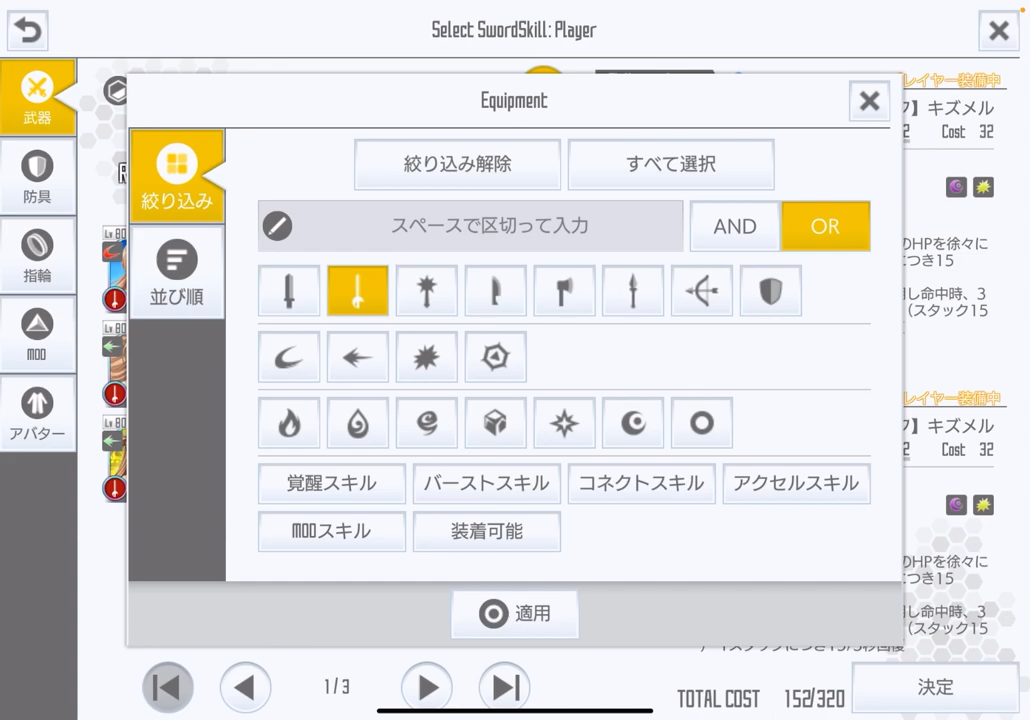 Select SwordSkill: Player
武器
防具
指輪
MOD
アバター
Equipment
絞り込み
並び順
絞り込み解除
すべて選択
スペースで区切って入力
AND
OR
覚醒スキル
バーストスキル
コネクトスキル
アクセルスキル
MODスキル
装着可能
適用
Lv 80
Lv 80
Lv 80
レイヤー装備中
】キズメル
2 Cost 32
のHPを徐々に
につき15
し命中時、3
(スタック15
レイヤー装備中
】キズメル
2 Cost 32
のHPを徐々に
につき15
し命中時、3
(スタック15
1/3
TOTAL COST 152/320
決定